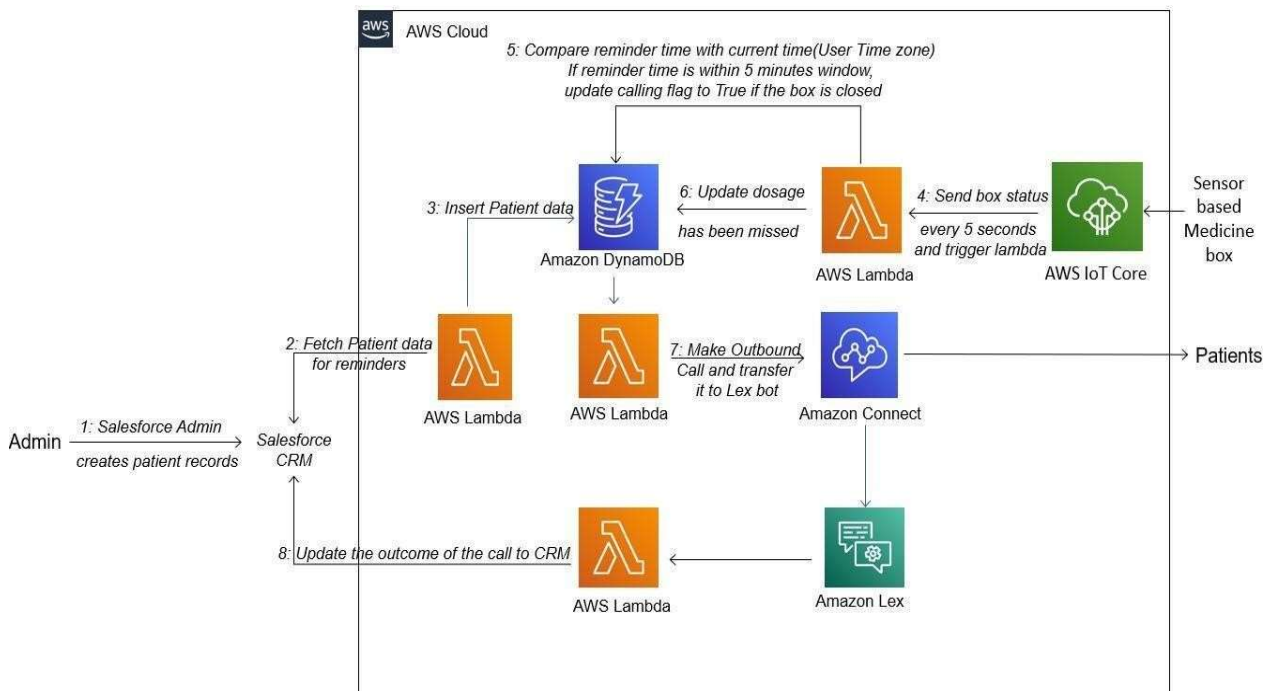 aws
AWS Cloud
5: Compare reminder time with current time(User Time zone)
If reminder time is within 5 minutes window,
update calling flag to True if the box is closed
3: Insert Patient data
6: Update dosage
has been missed
4: Send box status
every 5 seconds
and trigger lambda
Sensor
based
Medicine
box
Amazon DynamoDB
AWS Lambda
AWS IoT Core
2: Fetch Patient data
for reminders
7: Make Outbound
Call and transfer
it to Lex bot
Patients
AWS Lambda
AWS Lambda
Amazon Connect
Admin
1: Salesforce Admin
creates patient records
Salesforce
CRM
8: Update the outcome of the call to CRM
AWS Lambda
Amazon Lex